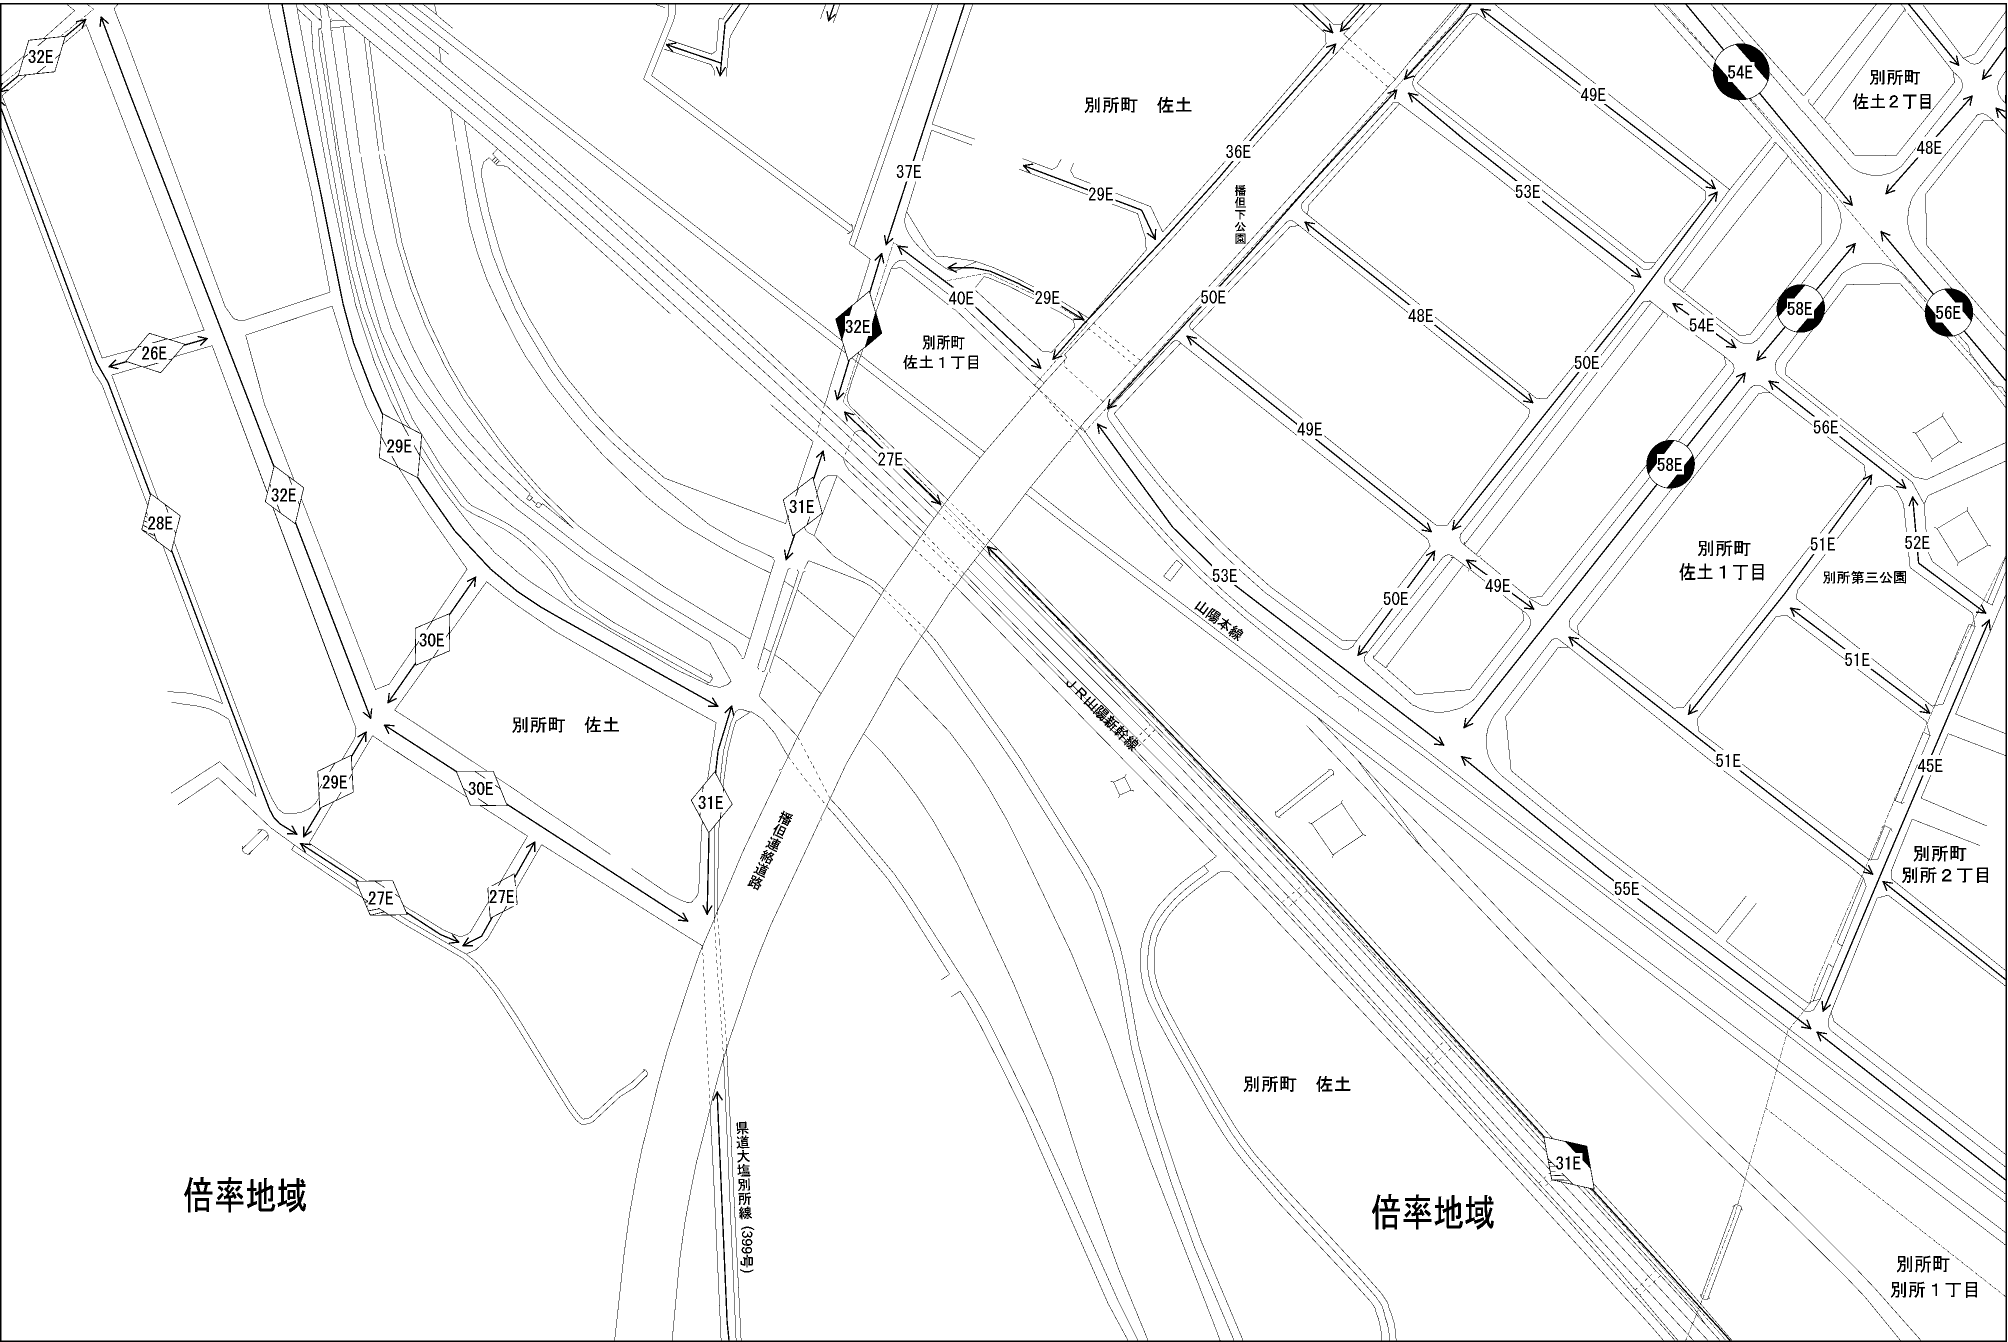 32E
54E
別所町
佐土２丁目
49E
別所町　佐土
48E
36E
37E
29E
53E
播但下公園
40E
29E
50E
58E
56E
48E
54E
32E
別所町
佐土１丁目
26E
50E
56E
49E
29E
27E
58E
32E
31E
28E
51E
52E
別所町
佐土１丁目
53E
別所第三公園
49E
50E
山陽本線
30E
51E
ＪＲ山陽新幹線
別所町　佐土
51E
45E
29E
30E
31E
播但連絡道路
別所町
別所２丁目
55E
27E
27E
別所町　佐土
県道大塩別所線（399号）
31E
倍率地域
倍率地域
別所町
別所１丁目